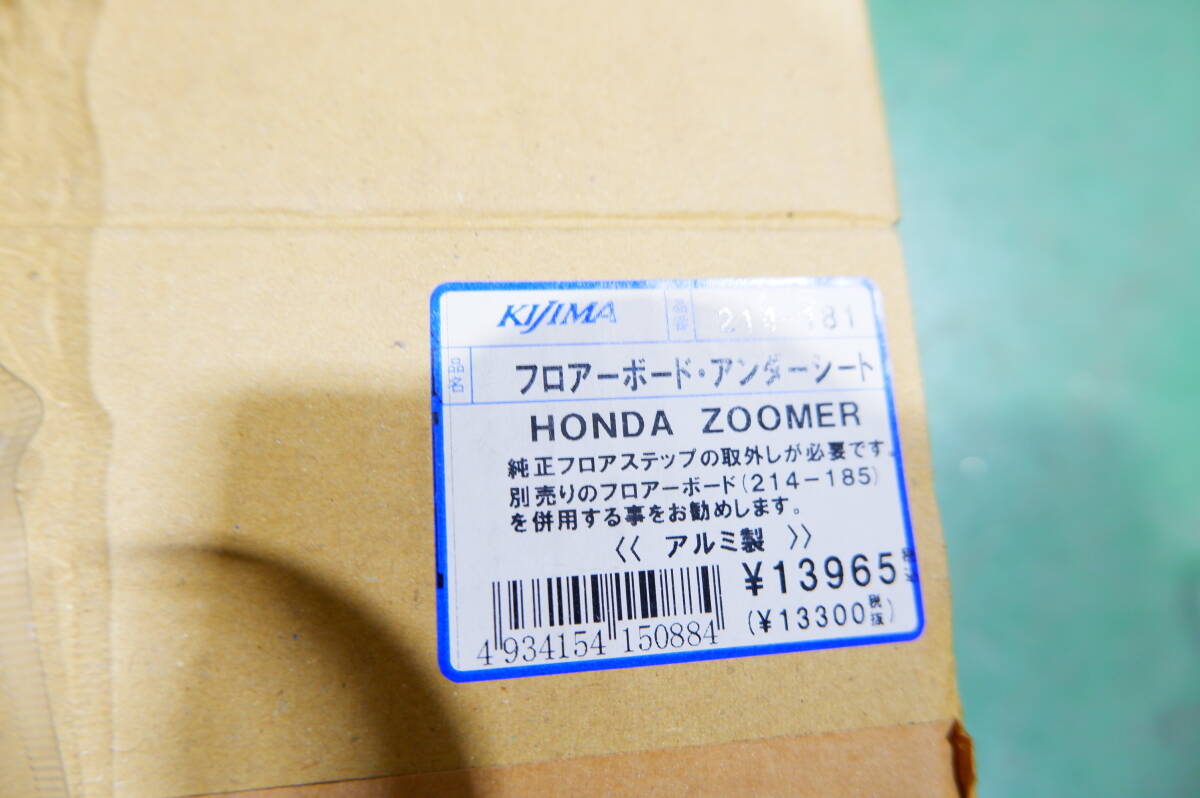 KIJIMA 品番 214-181
品名 フロアーボード・アンダーシート
HONDA ZOOMER
純正フロアステップの取外しが必要です。
別売りのフロアーボード(214-185)
を併用する事をお勧めします。
<< アルミ製 >>
¥13965
(¥13300税抜)
4934154150884